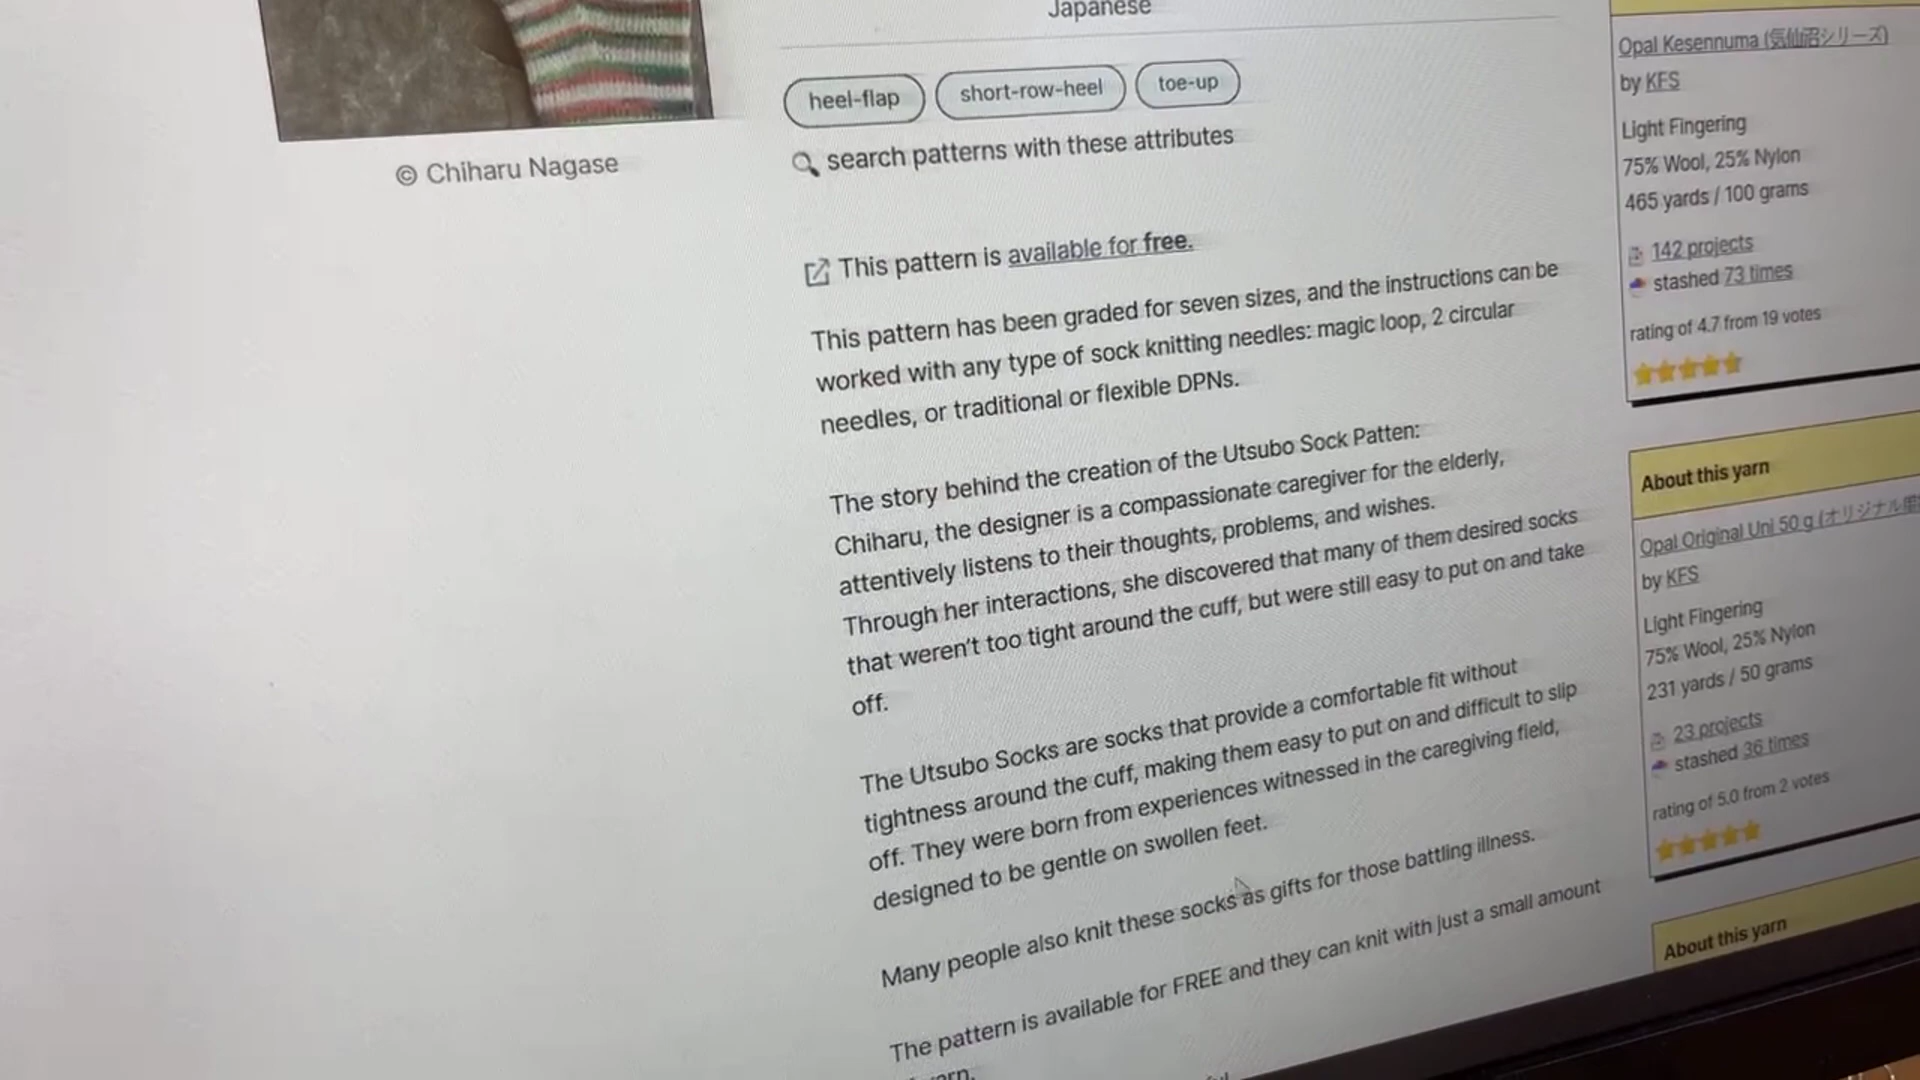 Japanese
heel-flap
short-row-heel
toe-up
search patterns with these attributes
© Chiharu Nagase
This pattern is available for free.
This pattern has been graded for seven sizes, and the instructions can be
worked with any type of sock knitting needles: magic loop, 2 circular
needles, or traditional or flexible DPNs.
The story behind the creation of the Utsubo Sock Patten:
Chiharu, the designer is a compassionate caregiver for the elderly,
attentively listens to their thoughts, problems, and wishes.
Through her interactions, she discovered that many of them desired socks
that weren't too tight around the cuff, but were still easy to put on and take
off.
The Utsubo Socks are socks that provide a comfortable fit without
tightness around the cuff, making them easy to put on and difficult to slip
off. They were born from experiences witnessed in the caregiving field,
designed to be gentle on swollen feet.
Many people also knit these socks as gifts for those battling illness.
The pattern is available for FREE and they can knit with just a small amount
Opal Kesennuma (気仙沼シリーズ)
by KFS
Light Fingering
75% Wool, 25% Nylon
465 yards / 100 grams
142 projects
stashed 73 times
rating of 4.7 from 19 votes
About this yarn
Opal Original Uni 50 g (オリジナル
by KFS
Light Fingering
75% Wool, 25% Nylon
231 yards / 50 grams
23 projects
stashed 36 times
rating of 5.0 from 2 votes
About this yarn